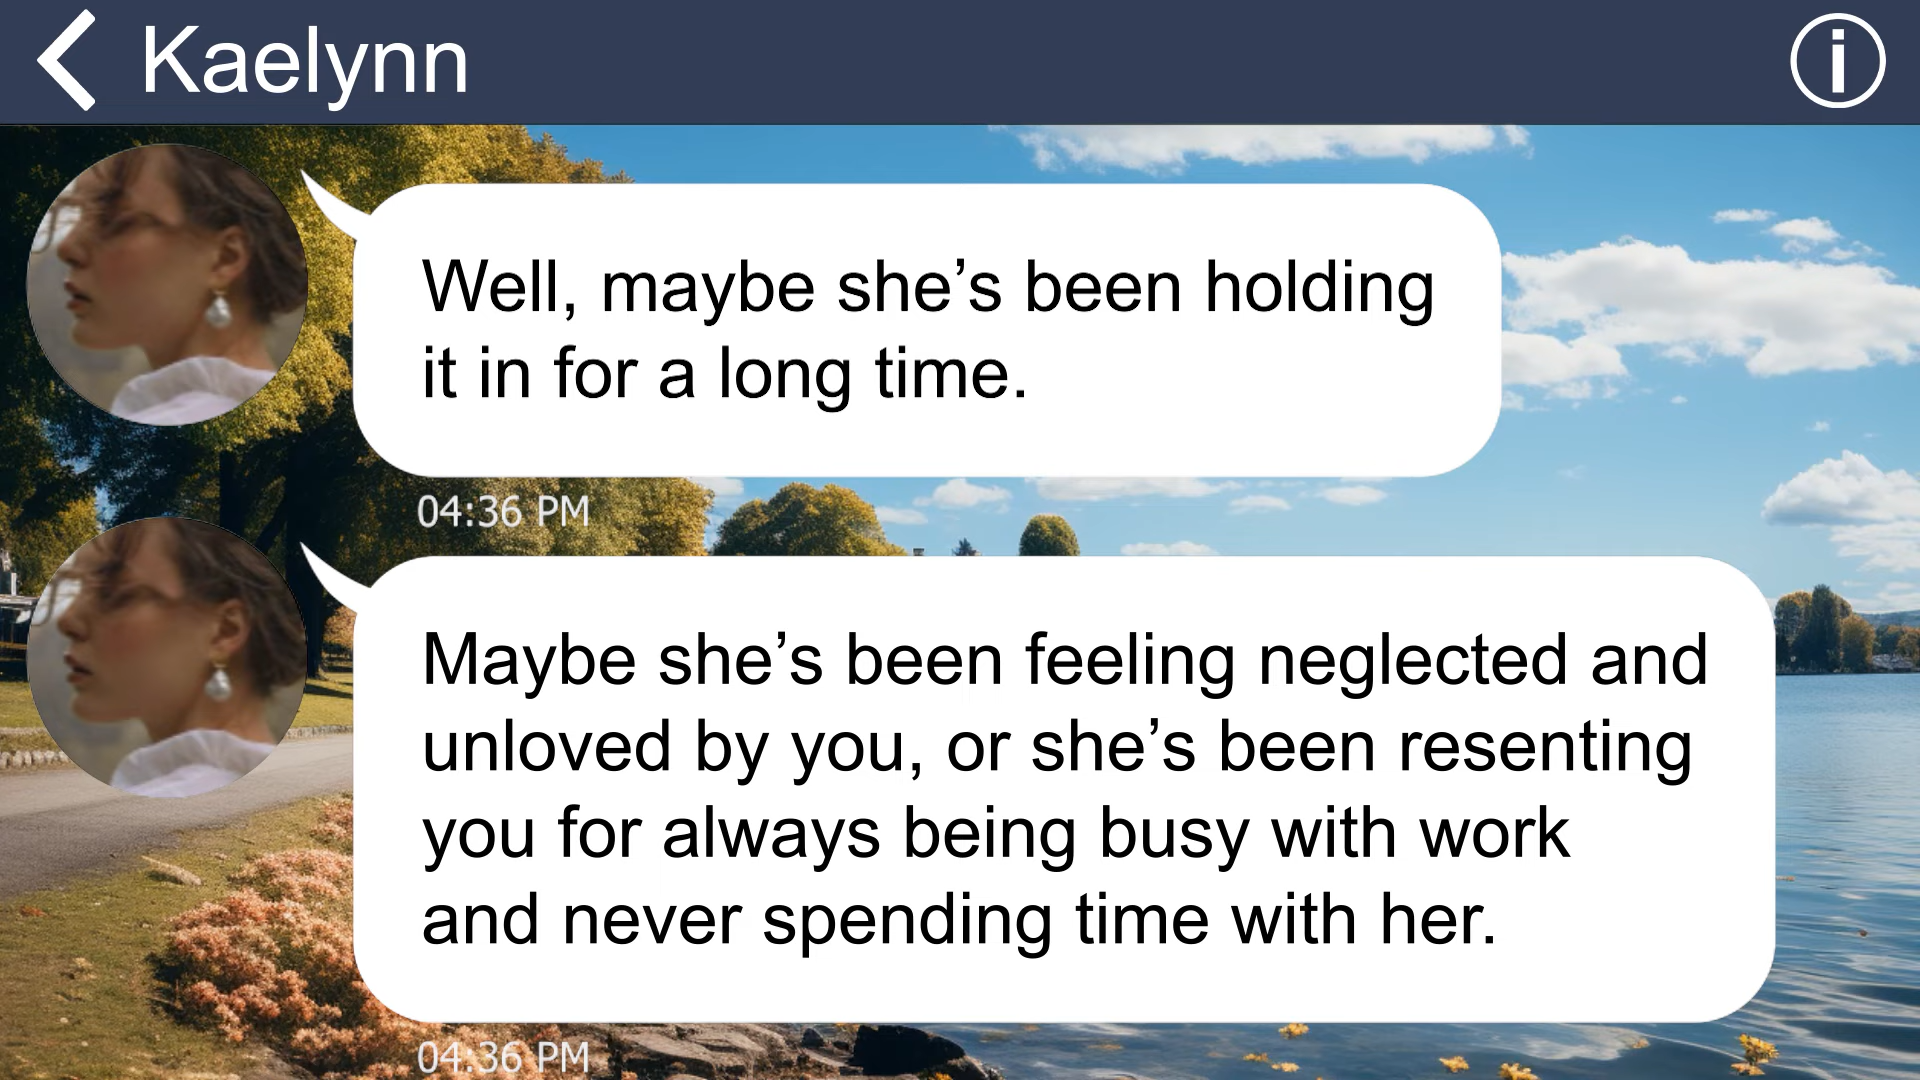 Kaelynn
Well, maybe she’s been holding
it in for a long time.
04:36 PM
Maybe she’s been feeling neglected and
unloved by you, or she’s been resenting
you for always being busy with work
and never spending time with her.
04:36 PM